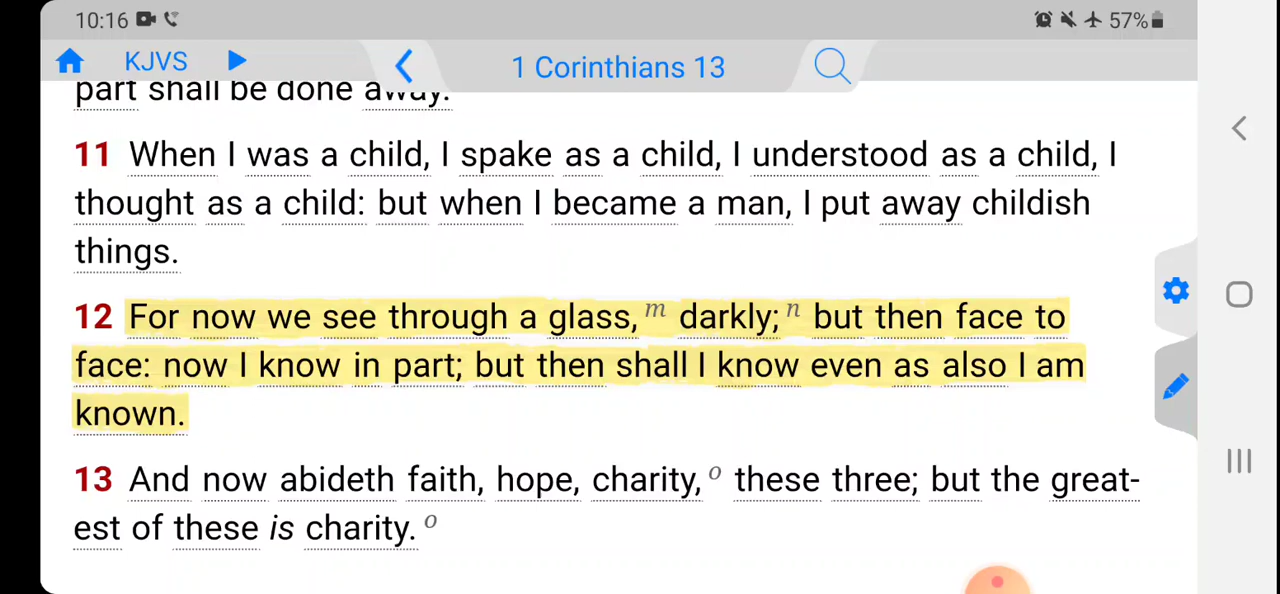 10:16 57%
KJVS 1 Corinthians 13
part shall be done away.
11 When I was a child, I spake as a child, I understood as a child, I
thought as a child: but when I became a man, I put away childish
things.
12 For now we see through a glass, m darkly; n but then face to
face: now I know in part; but then shall I know even as also I am
known.
13 And now abideth faith, hope, charity, o these three; but the great-
est of these is charity. o